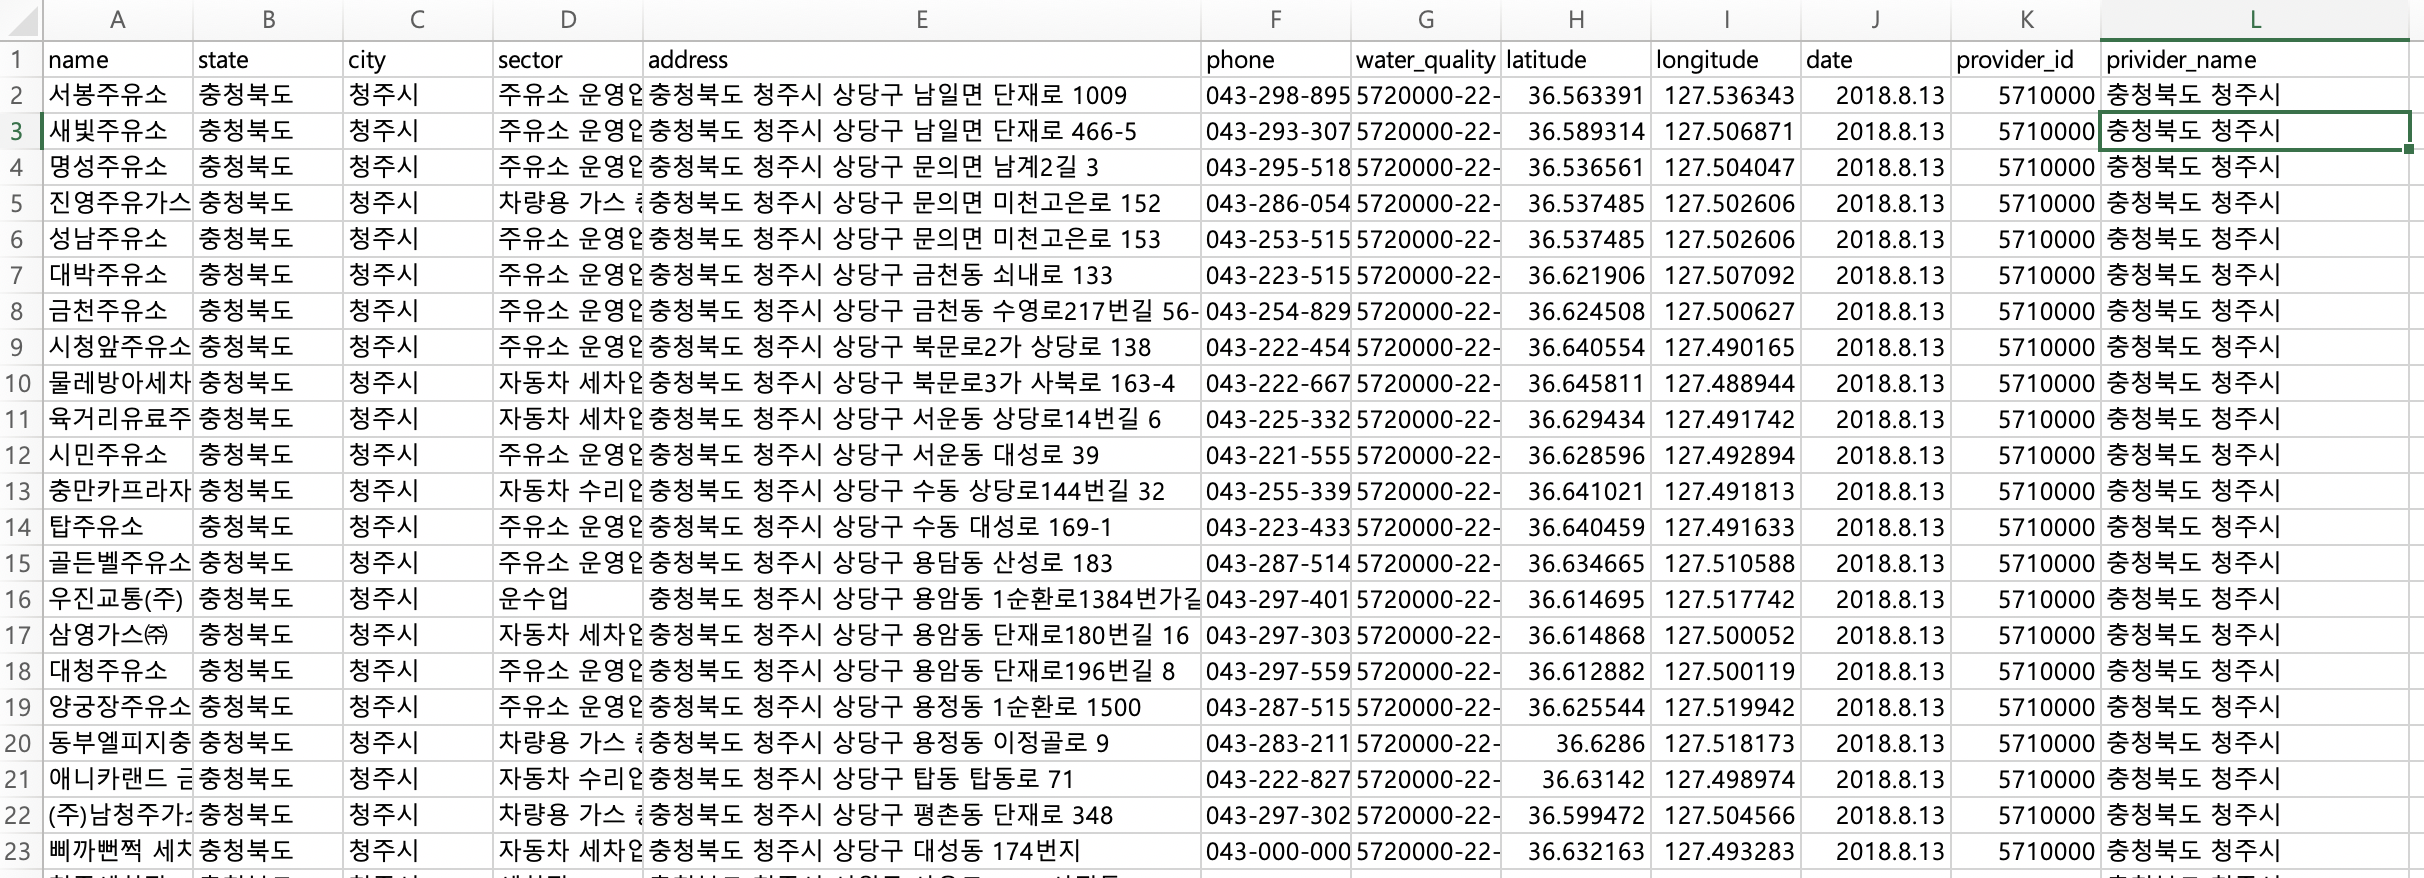 A B C D E F G H I J K L
1 name state city sector address phone water_quality latitude longitude date provider_id privider_name
2 서봉주유소 충청북도 청주시 주유소 운영업 충청북도 청주시 상당구 남일면 단재로 1009 043-298-895 5720000-22- 36.563391 127.536343 2018.8.13 5710000 충청북도 청주시
3 새빛주유소 충청북도 청주시 주유소 운영업 충청북도 청주시 상당구 남일면 단재로 466-5 043-293-307 5720000-22- 36.589314 127.506871 2018.8.13 5710000 충청북도 청주시
4 명성주유소 충청북도 청주시 주유소 운영업 충청북도 청주시 상당구 문의면 남계2길 3 043-295-518 5720000-22- 36.536561 127.504047 2018.8.13 5710000 충청북도 청주시
5 진영주유가스 충청북도 청주시 차량용 가스 충청북도 청주시 상당구 문의면 미천고은로 152 043-286-054 5720000-22- 36.537485 127.502606 2018.8.13 5710000 충청북도 청주시
6 성남주유소 충청북도 청주시 주유소 운영업 충청북도 청주시 상당구 문의면 미천고은로 153 043-253-515 5720000-22- 36.537485 127.502606 2018.8.13 5710000 충청북도 청주시
7 대박주유소 충청북도 청주시 주유소 운영업 충청북도 청주시 상당구 금천동 쇠내로 133 043-223-515 5720000-22- 36.621906 127.507092 2018.8.13 5710000 충청북도 청주시
8 금천주유소 충청북도 청주시 주유소 운영업 충청북도 청주시 상당구 금천동 수영로217번길 56- 043-254-829 5720000-22- 36.624508 127.500627 2018.8.13 5710000 충청북도 청주시
9 시청앞주유소 충청북도 청주시 주유소 운영업 충청북도 청주시 상당구 북문로2가 상당로 138 043-222-454 5720000-22- 36.640554 127.490165 2018.8.13 5710000 충청북도 청주시
10 물레방아세차 충청북도 청주시 자동차 세차업 충청북도 청주시 상당구 북문로3가 사북로 163-4 043-222-667 5720000-22- 36.645811 127.488944 2018.8.13 5710000 충청북도 청주시
11 육거리유료주 충청북도 청주시 자동차 세차업 충청북도 청주시 상당구 서운동 상당로14번길 6 043-225-332 5720000-22- 36.629434 127.491742 2018.8.13 5710000 충청북도 청주시
12 시민주유소 충청북도 청주시 주유소 운영업 충청북도 청주시 상당구 서운동 대성로 39 043-221-555 5720000-22- 36.628596 127.492894 2018.8.13 5710000 충청북도 청주시
13 충만카프라자 충청북도 청주시 자동차 수리업 충청북도 청주시 상당구 수동 상당로144번길 32 043-255-339 5720000-22- 36.641021 127.491813 2018.8.13 5710000 충청북도 청주시
14 탑주유소 충청북도 청주시 주유소 운영업 충청북도 청주시 상당구 수동 대성로 169-1 043-223-433 5720000-22- 36.640459 127.491633 2018.8.13 5710000 충청북도 청주시
15 골든벨주유소 충청북도 청주시 주유소 운영업 충청북도 청주시 상당구 용담동 산성로 183 043-287-514 5720000-22- 36.634665 127.510588 2018.8.13 5710000 충청북도 청주시
16 우진교통(주) 충청북도 청주시 운수업 충청북도 청주시 상당구 용암동 1순환로1384번가길 043-297-401 5720000-22- 36.614695 127.517742 2018.8.13 5710000 충청북도 청주시
17 삼영가스㈜ 충청북도 청주시 자동차 세차업 충청북도 청주시 상당구 용암동 단재로180번길 16 043-297-303 5720000-22- 36.614868 127.500052 2018.8.13 5710000 충청북도 청주시
18 대청주유소 충청북도 청주시 주유소 운영업 충청북도 청주시 상당구 용암동 단재로196번길 8 043-297-559 5720000-22- 36.612882 127.500119 2018.8.13 5710000 충청북도 청주시
19 양궁장주유소 충청북도 청주시 주유소 운영업 충청북도 청주시 상당구 용정동 1순환로 1500 043-287-515 5720000-22- 36.625544 127.519942 2018.8.13 5710000 충청북도 청주시
20 동부엘피지충 충청북도 청주시 차량용 가스 충청북도 청주시 상당구 용정동 이정골로 9 043-283-211 5720000-22- 36.6286 127.518173 2018.8.13 5710000 충청북도 청주시
21 애니카랜드 금 충청북도 청주시 자동차 수리업 충청북도 청주시 상당구 탑동 탑동로 71 043-222-827 5720000-22- 36.63142 127.498974 2018.8.13 5710000 충청북도 청주시
22 (주)남청주가 충청북도 청주시 차량용 가스 충청북도 청주시 상당구 평촌동 단재로 348 043-297-302 5720000-22- 36.599472 127.504566 2018.8.13 5710000 충청북도 청주시
23 삐까뻔쩍 세차 충청북도 청주시 자동차 세차업 충청북도 청주시 상당구 대성동 174번지 043-000-000 5720000-22- 36.632163 127.493283 2018.8.13 5710000 충청북도 청주시